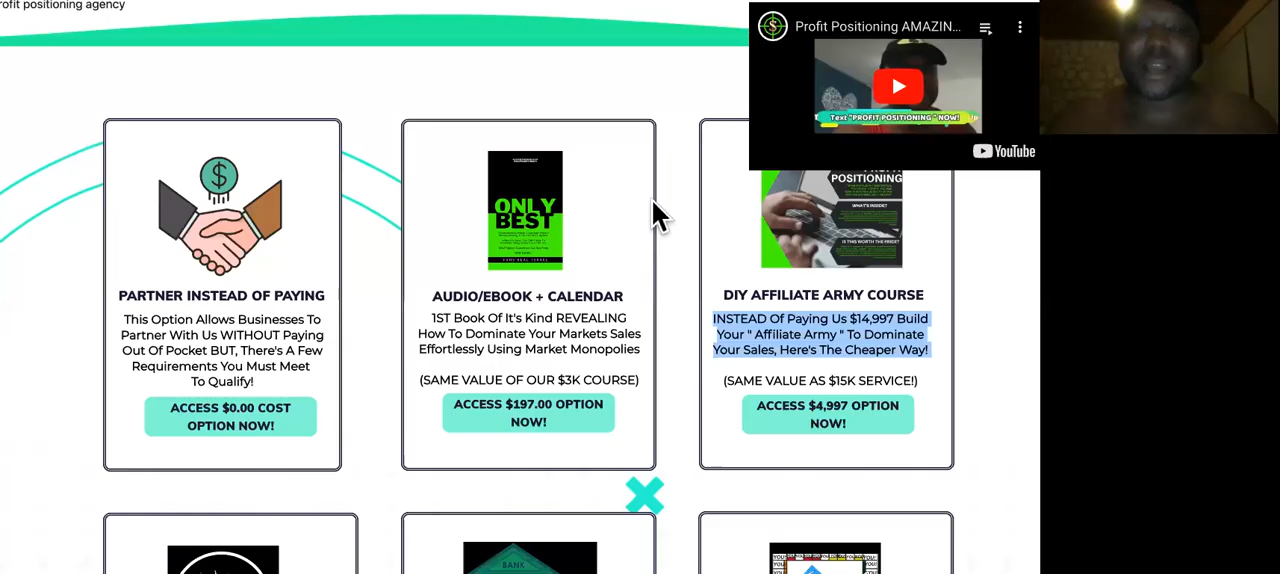 rofit positioning agency
Profit Positioning AMAZIN...
Text "PROFIT POSITIONING" NOW!
YouTube
PARTNER INSTEAD OF PAYING
This Option Allows Businesses To
Partner With Us WITHOUT Paying
Out Of Pocket BUT, There's A Few
Requirements You Must Meet
To Qualify!
ACCESS $0.00 COST
OPTION NOW!
ONLY
BEST
AUDIO/EBOOK + CALENDAR
1ST Book Of It's Kind REVEALING
How To Dominate Your Markets Sales
Effortlessly Using Market Monopolies
(SAME VALUE OF OUR $3K COURSE)
ACCESS $197.00 OPTION
NOW!
POSITIONING
WHAT'S INSIDE?
IS THIS WORTH THE PRICE?
DIY AFFILIATE ARMY COURSE
INSTEAD Of Paying Us $14,997 Build
Your " Affiliate Army " To Dominate
Your Sales, Here's The Cheaper Way!
(SAME VALUE AS $15K SERVICE!)
ACCESS $4,997 OPTION
NOW!
BANK